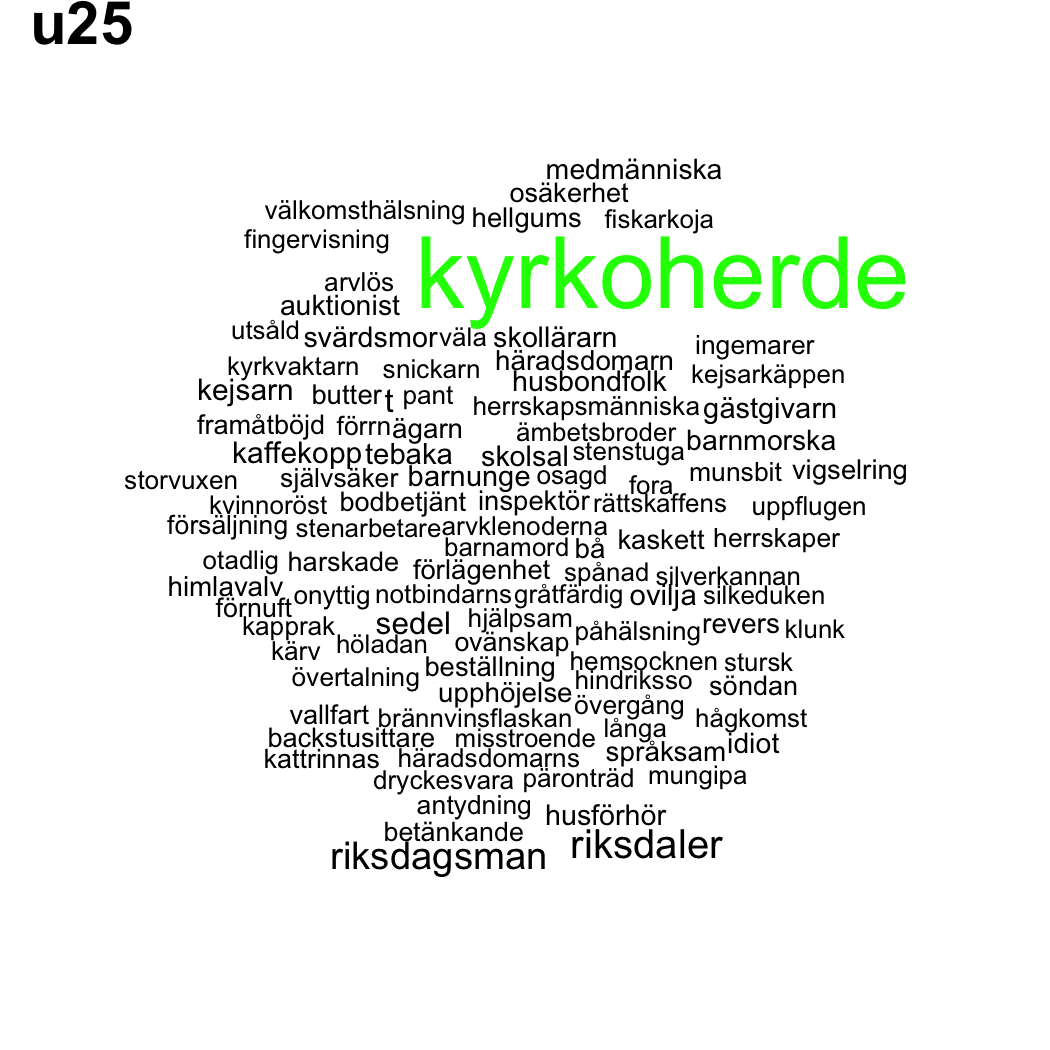 u25
medmänniska
osäkerhet
välkomsthälsning hellgums fiskarkoja
fingervisning
kyrkoherde
arvlös
auktionist
utsåld svärdsmor väla skollärarn
ingemarer
kyrkvaktarn snickarn häradsdomarn
husbondfolk kejsarkäppen
kejsarn butter t pant
herrskapsmänniska gästgivarn
framåtböjd förrn ägarn ämbetsbroder
barnmorska
kaffekopp tebaka skolsal stenstuga
storvuxen självsäker barnunge osagd fora munsbit vigselring
kvinnoröst bodbetjänt inspektör rättskaffens uppflugen
försäljning stenarbetare arvklenoderna
barnamord bå kaskett herrskaper
otadlig harskade förlägenhet spånad silverkannan
himlavalv onyttig notbindarns gråtfärdig ovilja silkeduken
förnuft
kapprak sedel hjälpsam påhälsning revers klunk
kärv höladan ovänskap
övertalning beställning hemsocknen stursk
hindriksso söndan
upphöjelse övergång
vallfart brännvinsflaskan långa hågkomst
backstusittare misstroende språksam idiot
kattrinnas häradsdomarns
dryckesvara päronträd mungipa
antydning husförhör
betänkande
riksdagsman riksdaler